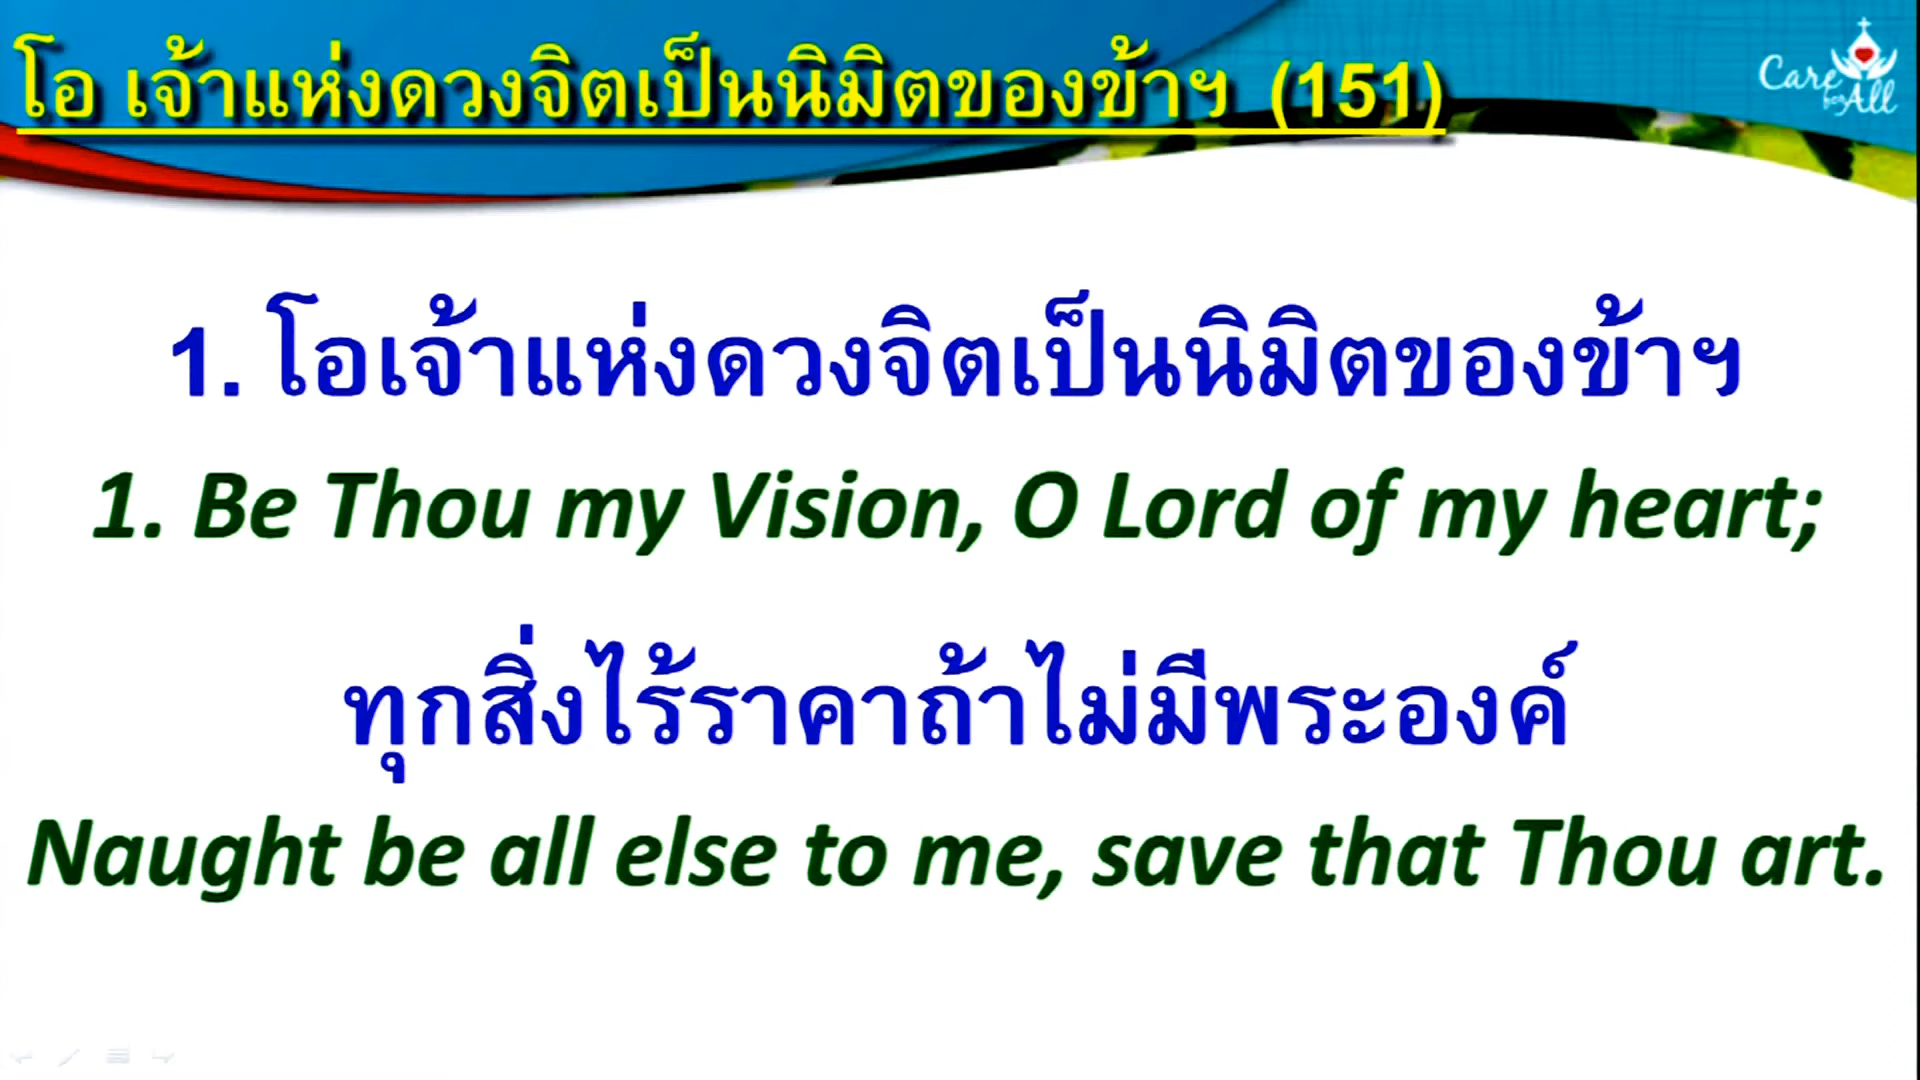 โอ เจ้าแห่งดวงจิตเป็นนิมิตของข้าฯ (151)
Care
for All
1. โอเจ้าแห่งดวงจิตเป็นนิมิตของข้าฯ
1. Be Thou my Vision, O Lord of my heart;
ทุกสิ่งไร้ราคาถ้าไม่มีพระองค์
Naught be all else to me, save that Thou art.